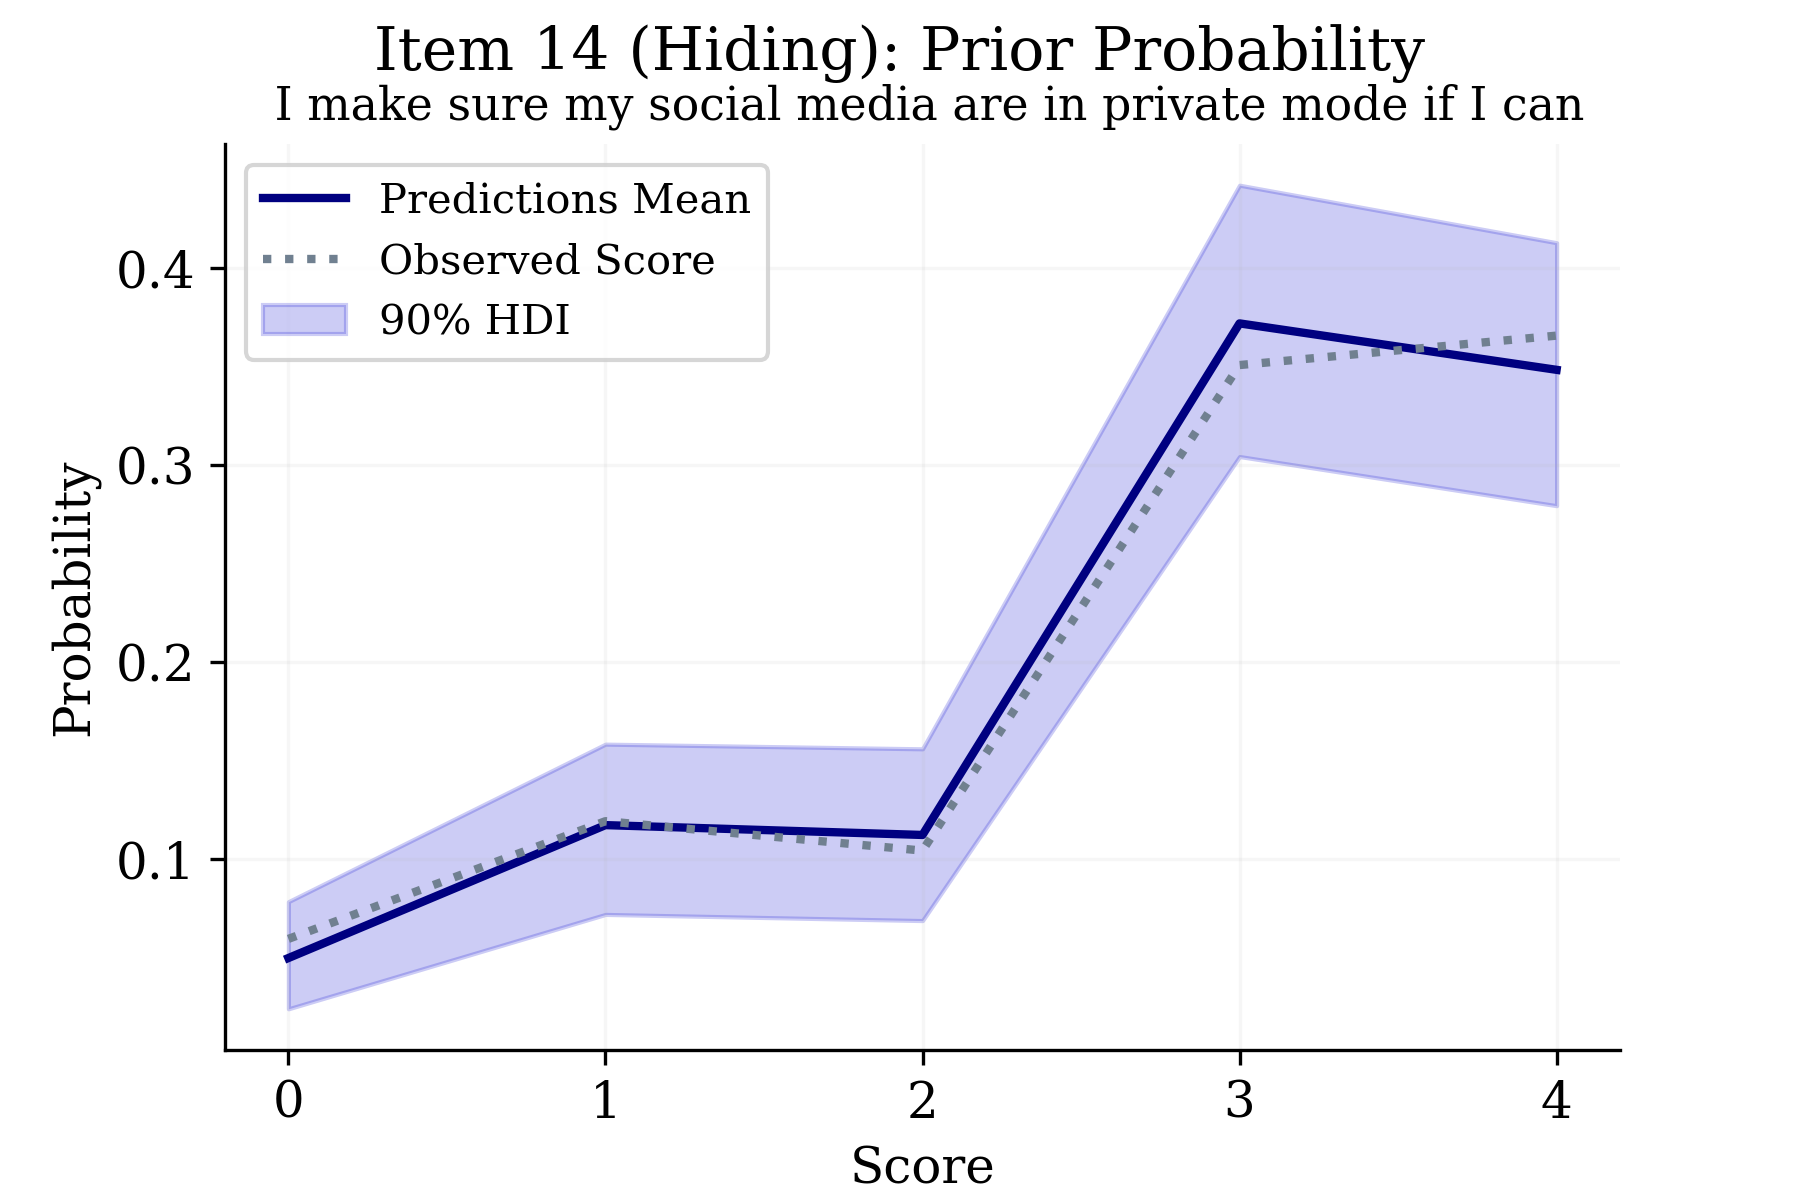 Item 14 (Hiding): Prior Probability
I make sure my social media are in private mode if I can
Predictions Mean
Observed Score
90% HDI
0.4
0.3
0.2
0.1
Probability
0 1 2 3 4
Score